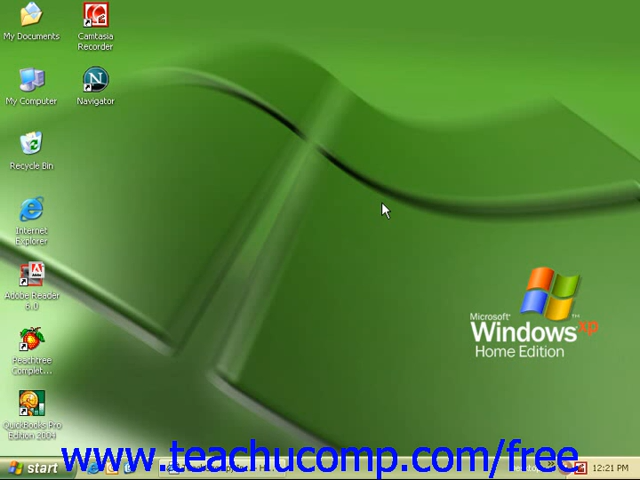 My Documents
Camtasia
Recorder
My Computer
Navigator
Recycle Bin
Internet
Explorer
Adobe Reader
6.0
Peachtree
Complet...
QuickBooks Pro
Edition 2004
Microsoft®
Windows xp
Home Edition
start
www.teachucomp.com/free
12:21 PM